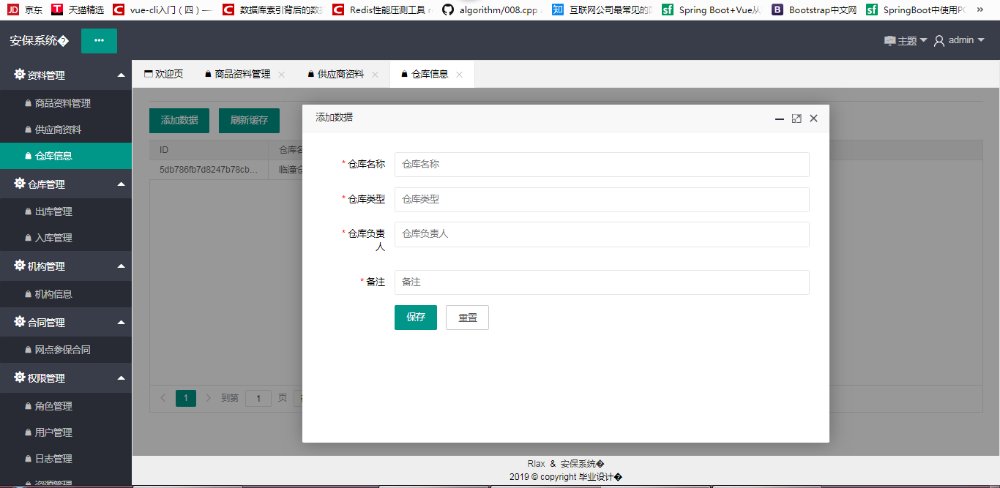 京东 天猫精选 vue-cli入门（四）—— 数据库索引背后的数 Redis性能压测工具 algorithm/008.cpp 互联网公司最常见的 Spring Boot+Vue从 Bootstrap中文网 SpringBoot中使用PO »
安保系统� ••• 主题 admin
资料管理
商品资料管理
供应商资料
仓库信息
仓库管理
出库管理
入库管理
机构管理
机构信息
合同管理
网点参保合同
权限管理
角色管理
用户管理
日志管理
资源管理
欢迎页 商品资料管理 供应商资料 仓库信息
添加数据 刷新缓存
ID 仓库名
5db786fb7d8247b78cb... 临潼仓
1 到第 1 页
添加数据
* 仓库名称 仓库名称
* 仓库类型 仓库类型
* 仓库负责人 仓库负责人
* 备注 备注
保存 重置
Rlax & 安保系统�
2019 © copyright 毕业设计�